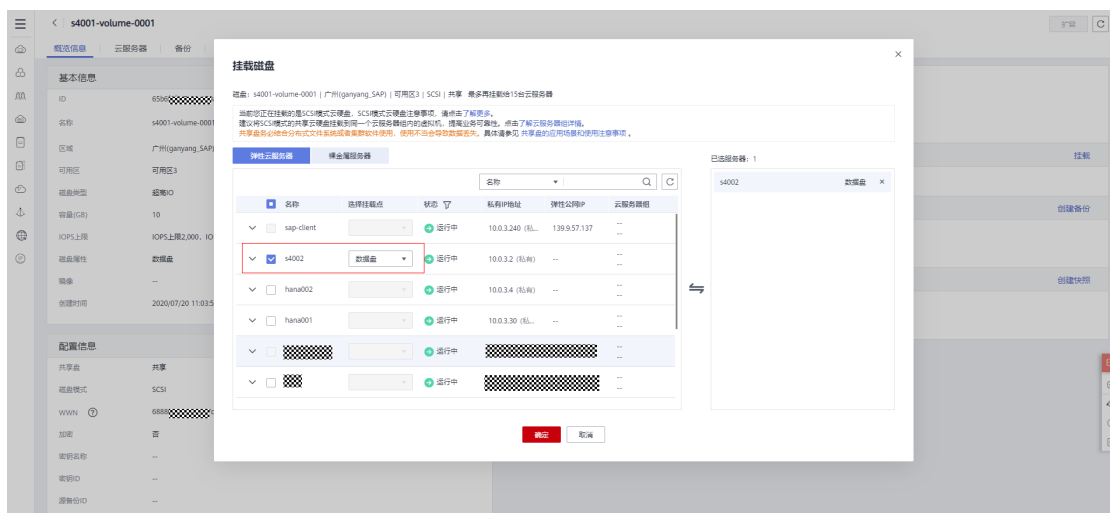 s4001-volume-0001
扩容
概览信息 云服务器 备份
基本信息
ID 65b6
名称 s4001-volume-0001
区域 广州(ganyang_SAP)
可用区 可用区3
磁盘类型 超高IO
容量(GB) 10
IOPS上限 IOPS上限2,000, IO
磁盘属性 数据盘
镜像 --
创建时间 2020/07/20 11:03:5
配置信息
共享盘 共享
磁盘模式 SCSI
WWN 6888
加密 否
密钥名称 --
密钥ID --
源备份ID --
挂载磁盘
磁盘：s4001-volume-0001 | 广州(ganyang_SAP) | 可用区3 | SCSI | 共享 最多再挂载给15台云服务器
当前您正在挂载的是SCSI模式云硬盘，SCSI模式云硬盘注意事项，请点击了解更多。
建议将SCSI模式的共享云硬盘挂载到同一个云服务器组内的虚拟机，提高业务可靠性。点击了解云服务器组详情。
共享盘务必结合分布式文件系统或者集群软件使用，使用不当会导致数据丢失。具体请参见 共享盘的应用场景和使用注意事项 。
弹性云服务器 裸金属服务器
名称
名称 选择挂载点 状态 私有IP地址 弹性公网IP 云服务器组
sap-client 运行中 10.0.3.240 (私... 139.9.57.137 --
--
s4002 数据盘 运行中 10.0.3.2 (私有) -- --
--
hana002 运行中 10.0.3.4 (私有) -- --
--
hana001 运行中 10.0.3.30 (私... -- --
--
运行中 --
--
运行中 --
--
已选服务器：1
s4002 数据盘 ×
确定 取消
挂载
创建备份
创建快照